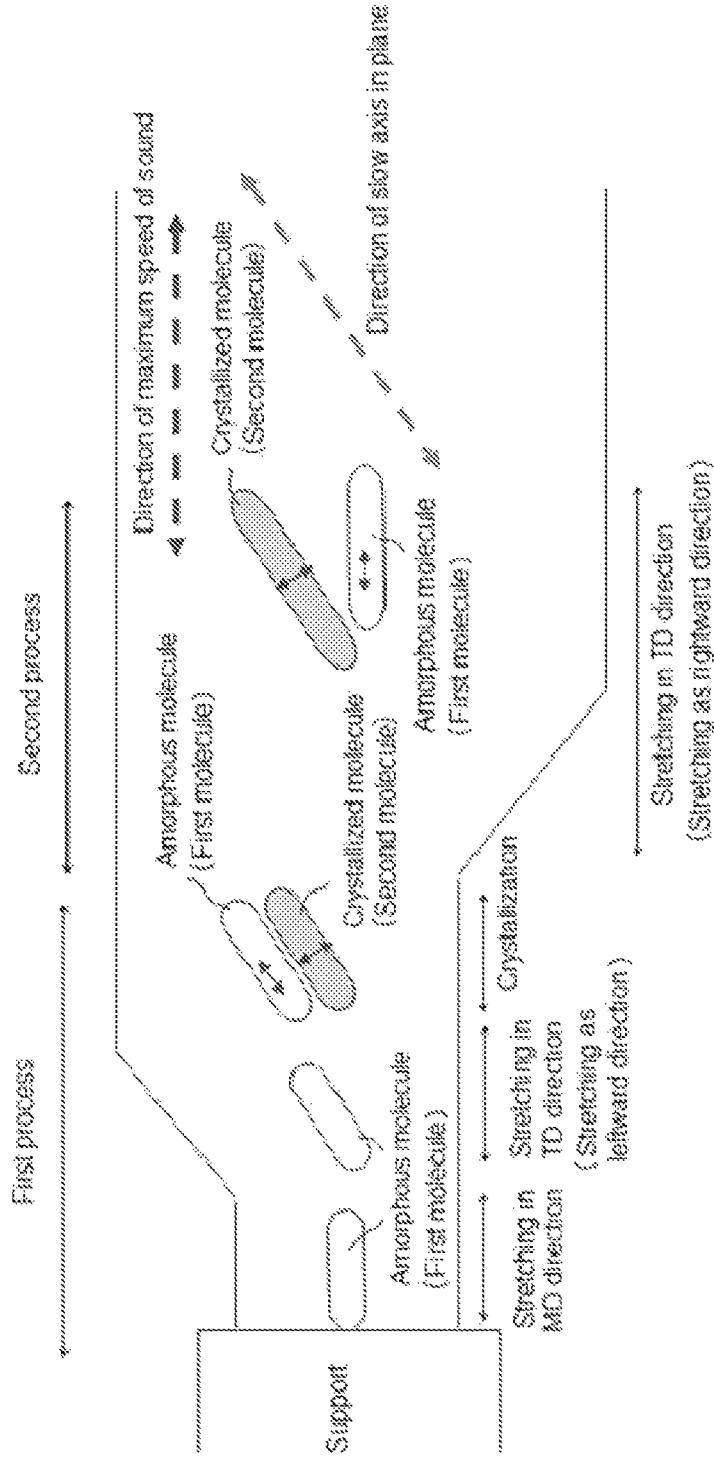 First process
Second process
Direction of maximum speed of sound
Amorphous molecule
(First molecule)
Crystallized molecule
(Second molecule)
Support
Amorphous molecule
(First molecule)
Crystallized molecule
(Second molecule)
Amorphous molecule
(First molecule)
Direction of slow axis in plane
Stretching in
MD direction
Stretching in
TD direction
(Stretching as
leftward direction)
Crystallization
Stretching in TD direction
(Stretching as rightward direction)